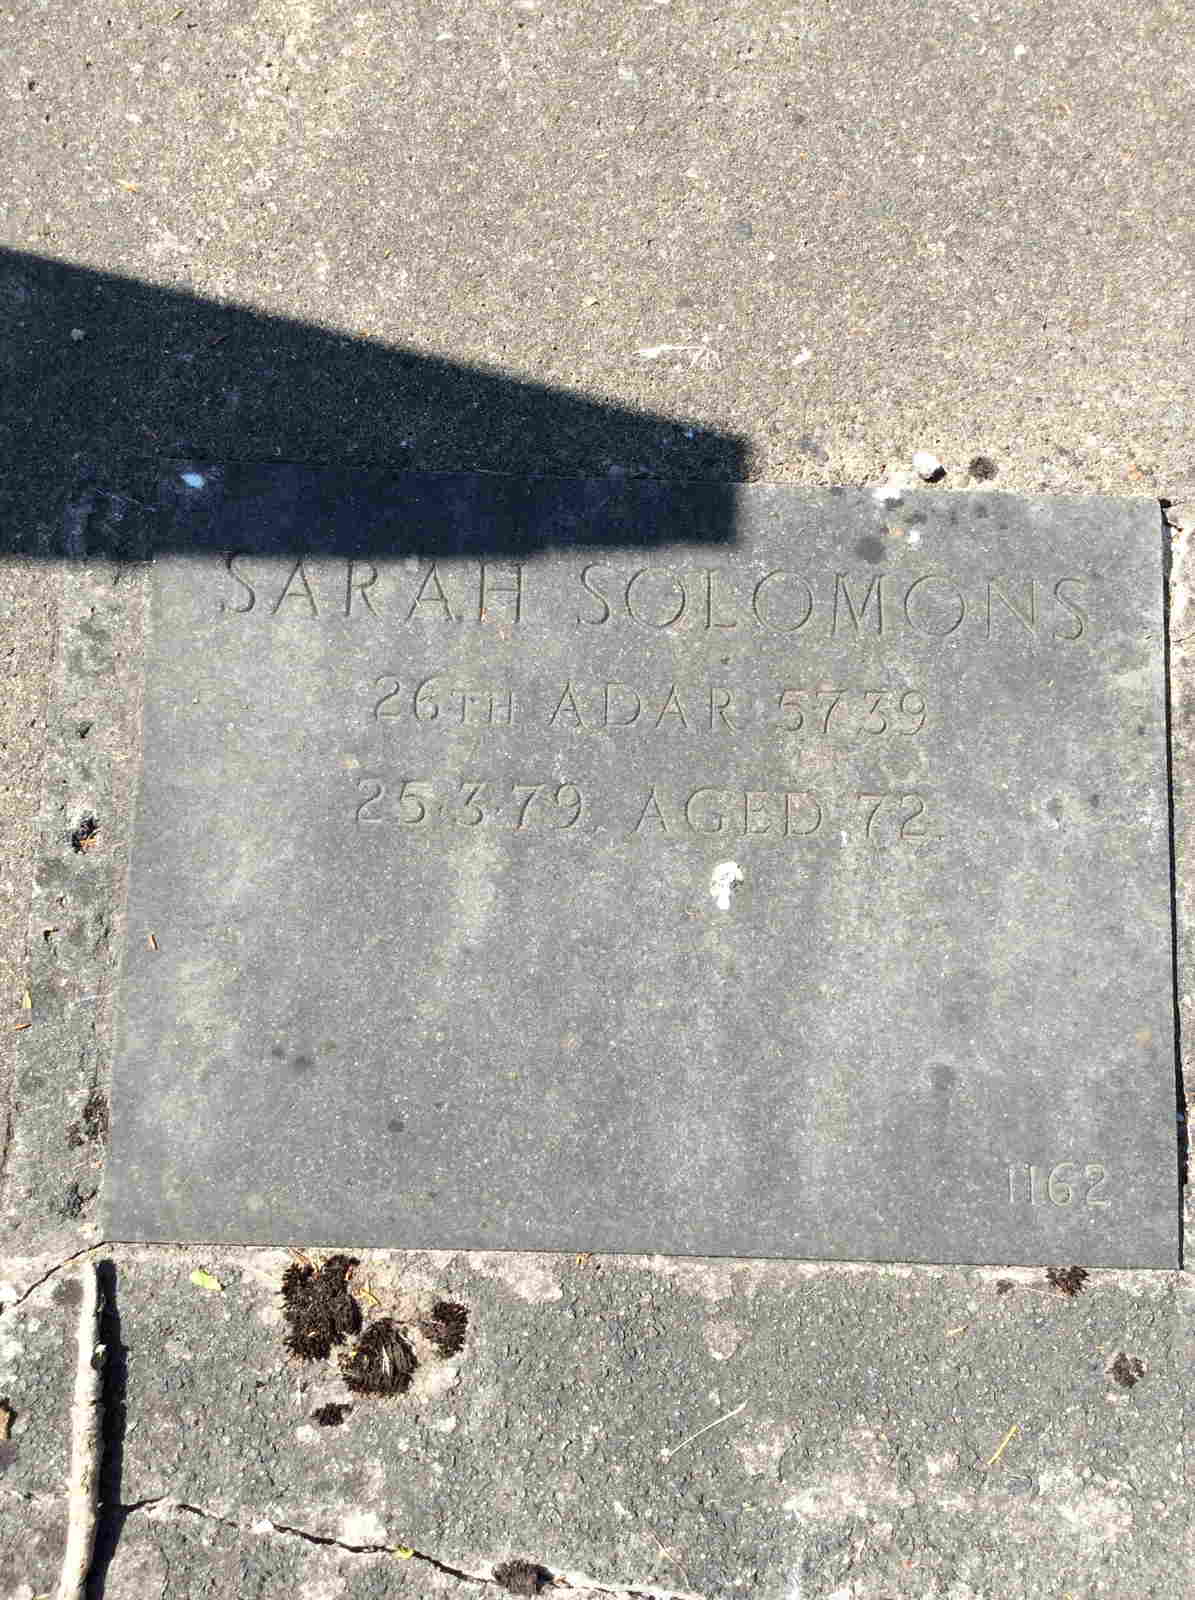 SARAH SOLOMONS
26TH ADAR 5739
25·3·79. AGED 72.
1162